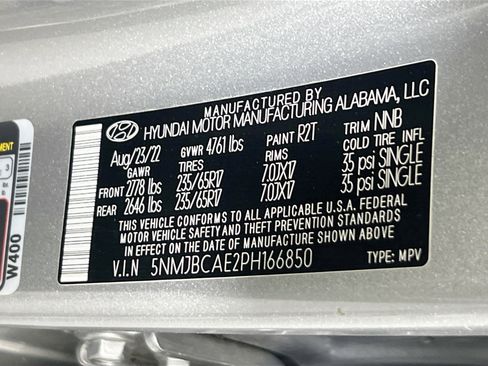 MANUFACTURED BY
HYUNDAI MOTOR MANUFACTURING ALABAMA, LLC
Aug/23/22 GVWR 4761 lbs PAINT R2T TRIM NNB
GAWR TIRES RIMS COLD TIRE INFL
FRONT 2778 lbs 235/65R17 7.0JX17 35 psi SINGLE
REAR 2646 lbs 235/65R17 7.0JX17 35 psi SINGLE
THIS VEHICLE CONFORMS TO ALL APPLICABLE U.S.A. FEDERAL
MOTOR VEHICLE SAFETY AND THEFT PREVENTION STANDARDS
IN EFFECT ON THE DATE OF MANUFACTURE SHOWN ABOVE
V.I.N 5NMJBCAE2PH166850 TYPE: MPV
W400